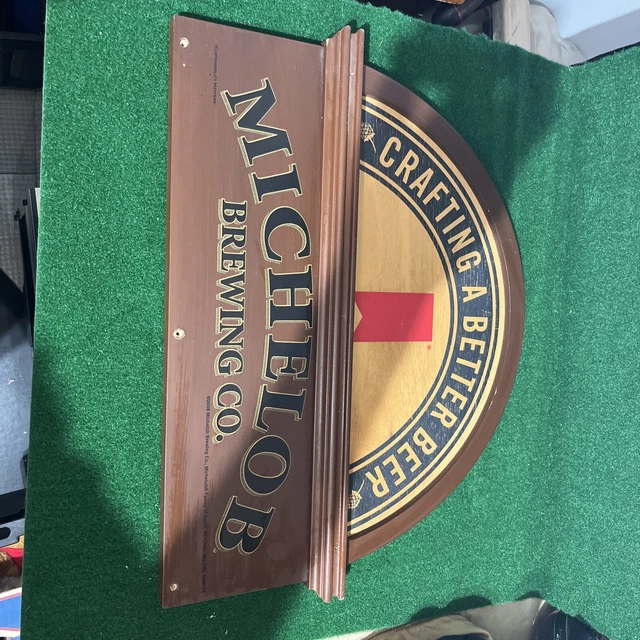 CRAFTING A BETTER BEER
MICHELOB
BREWING CO.